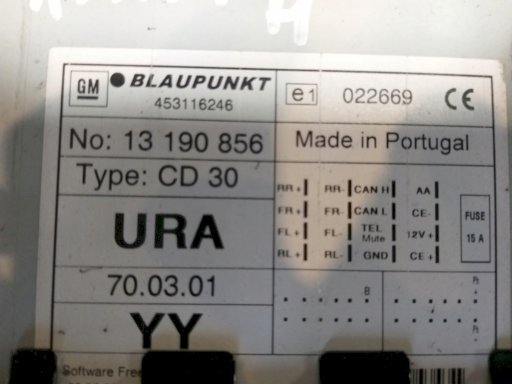 GM BLAUPUNKT
453116246
e1 022669 CE
No: 13 190 856
Made in Portugal
Type: CD 30
RR+ RR- CAN H AA
FR+ FR- CAN L CE-
FL+ FL- TEL Mute 12V+
RL+ RL- GND CE+
FUSE
15 A
URA
70.03.01
B
YY
Software Free